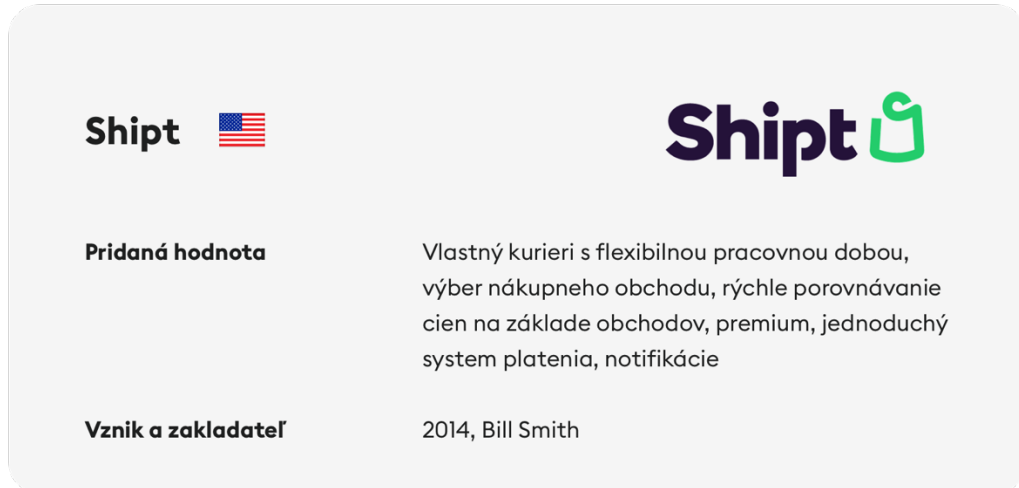 Shipt
Shipt
Pridaná hodnota
Vlastný kurieri s flexibilnou pracovnou dobou,
výber nákupneho obchodu, rýchle porovnávanie
cien na základe obchodov, premium, jednoduchý
system platenia, notifikácie
Vznik a zakladateľ
2014, Bill Smith